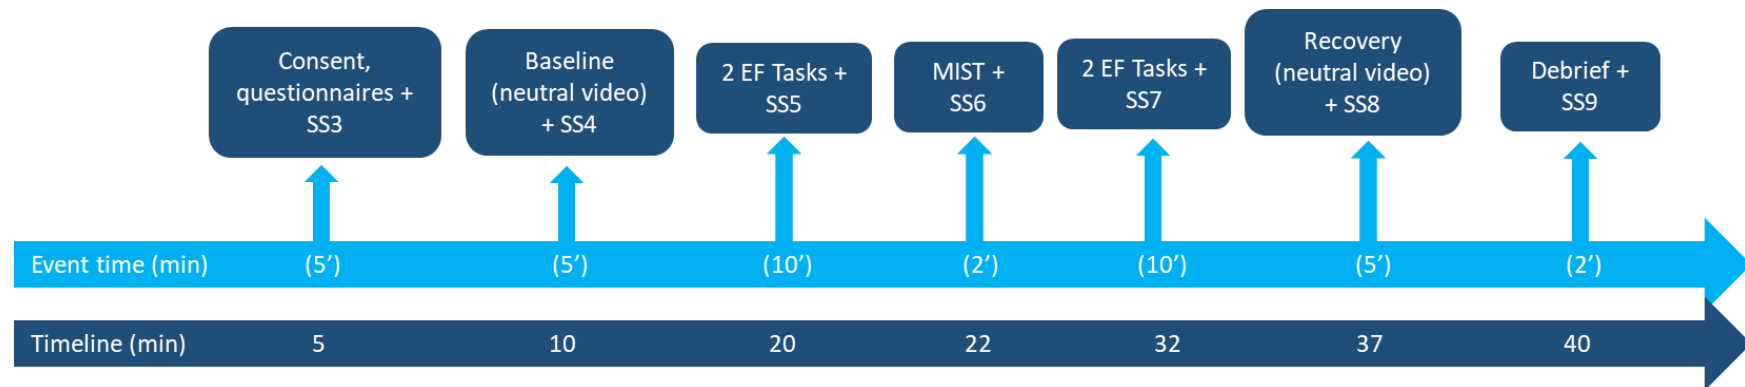 Consent,
questionnaires +
SS3
Baseline
(neutral video)
+ SS4
2 EF Tasks +
SS5
MIST +
SS6
2 EF Tasks +
SS7
Recovery
(neutral video)
+ SS8
Debrief +
SS9
Event time (min) (5’) (5’) (10’) (2’) (10’) (5’) (2’)
Timeline (min) 5 10 20 22 32 37 40